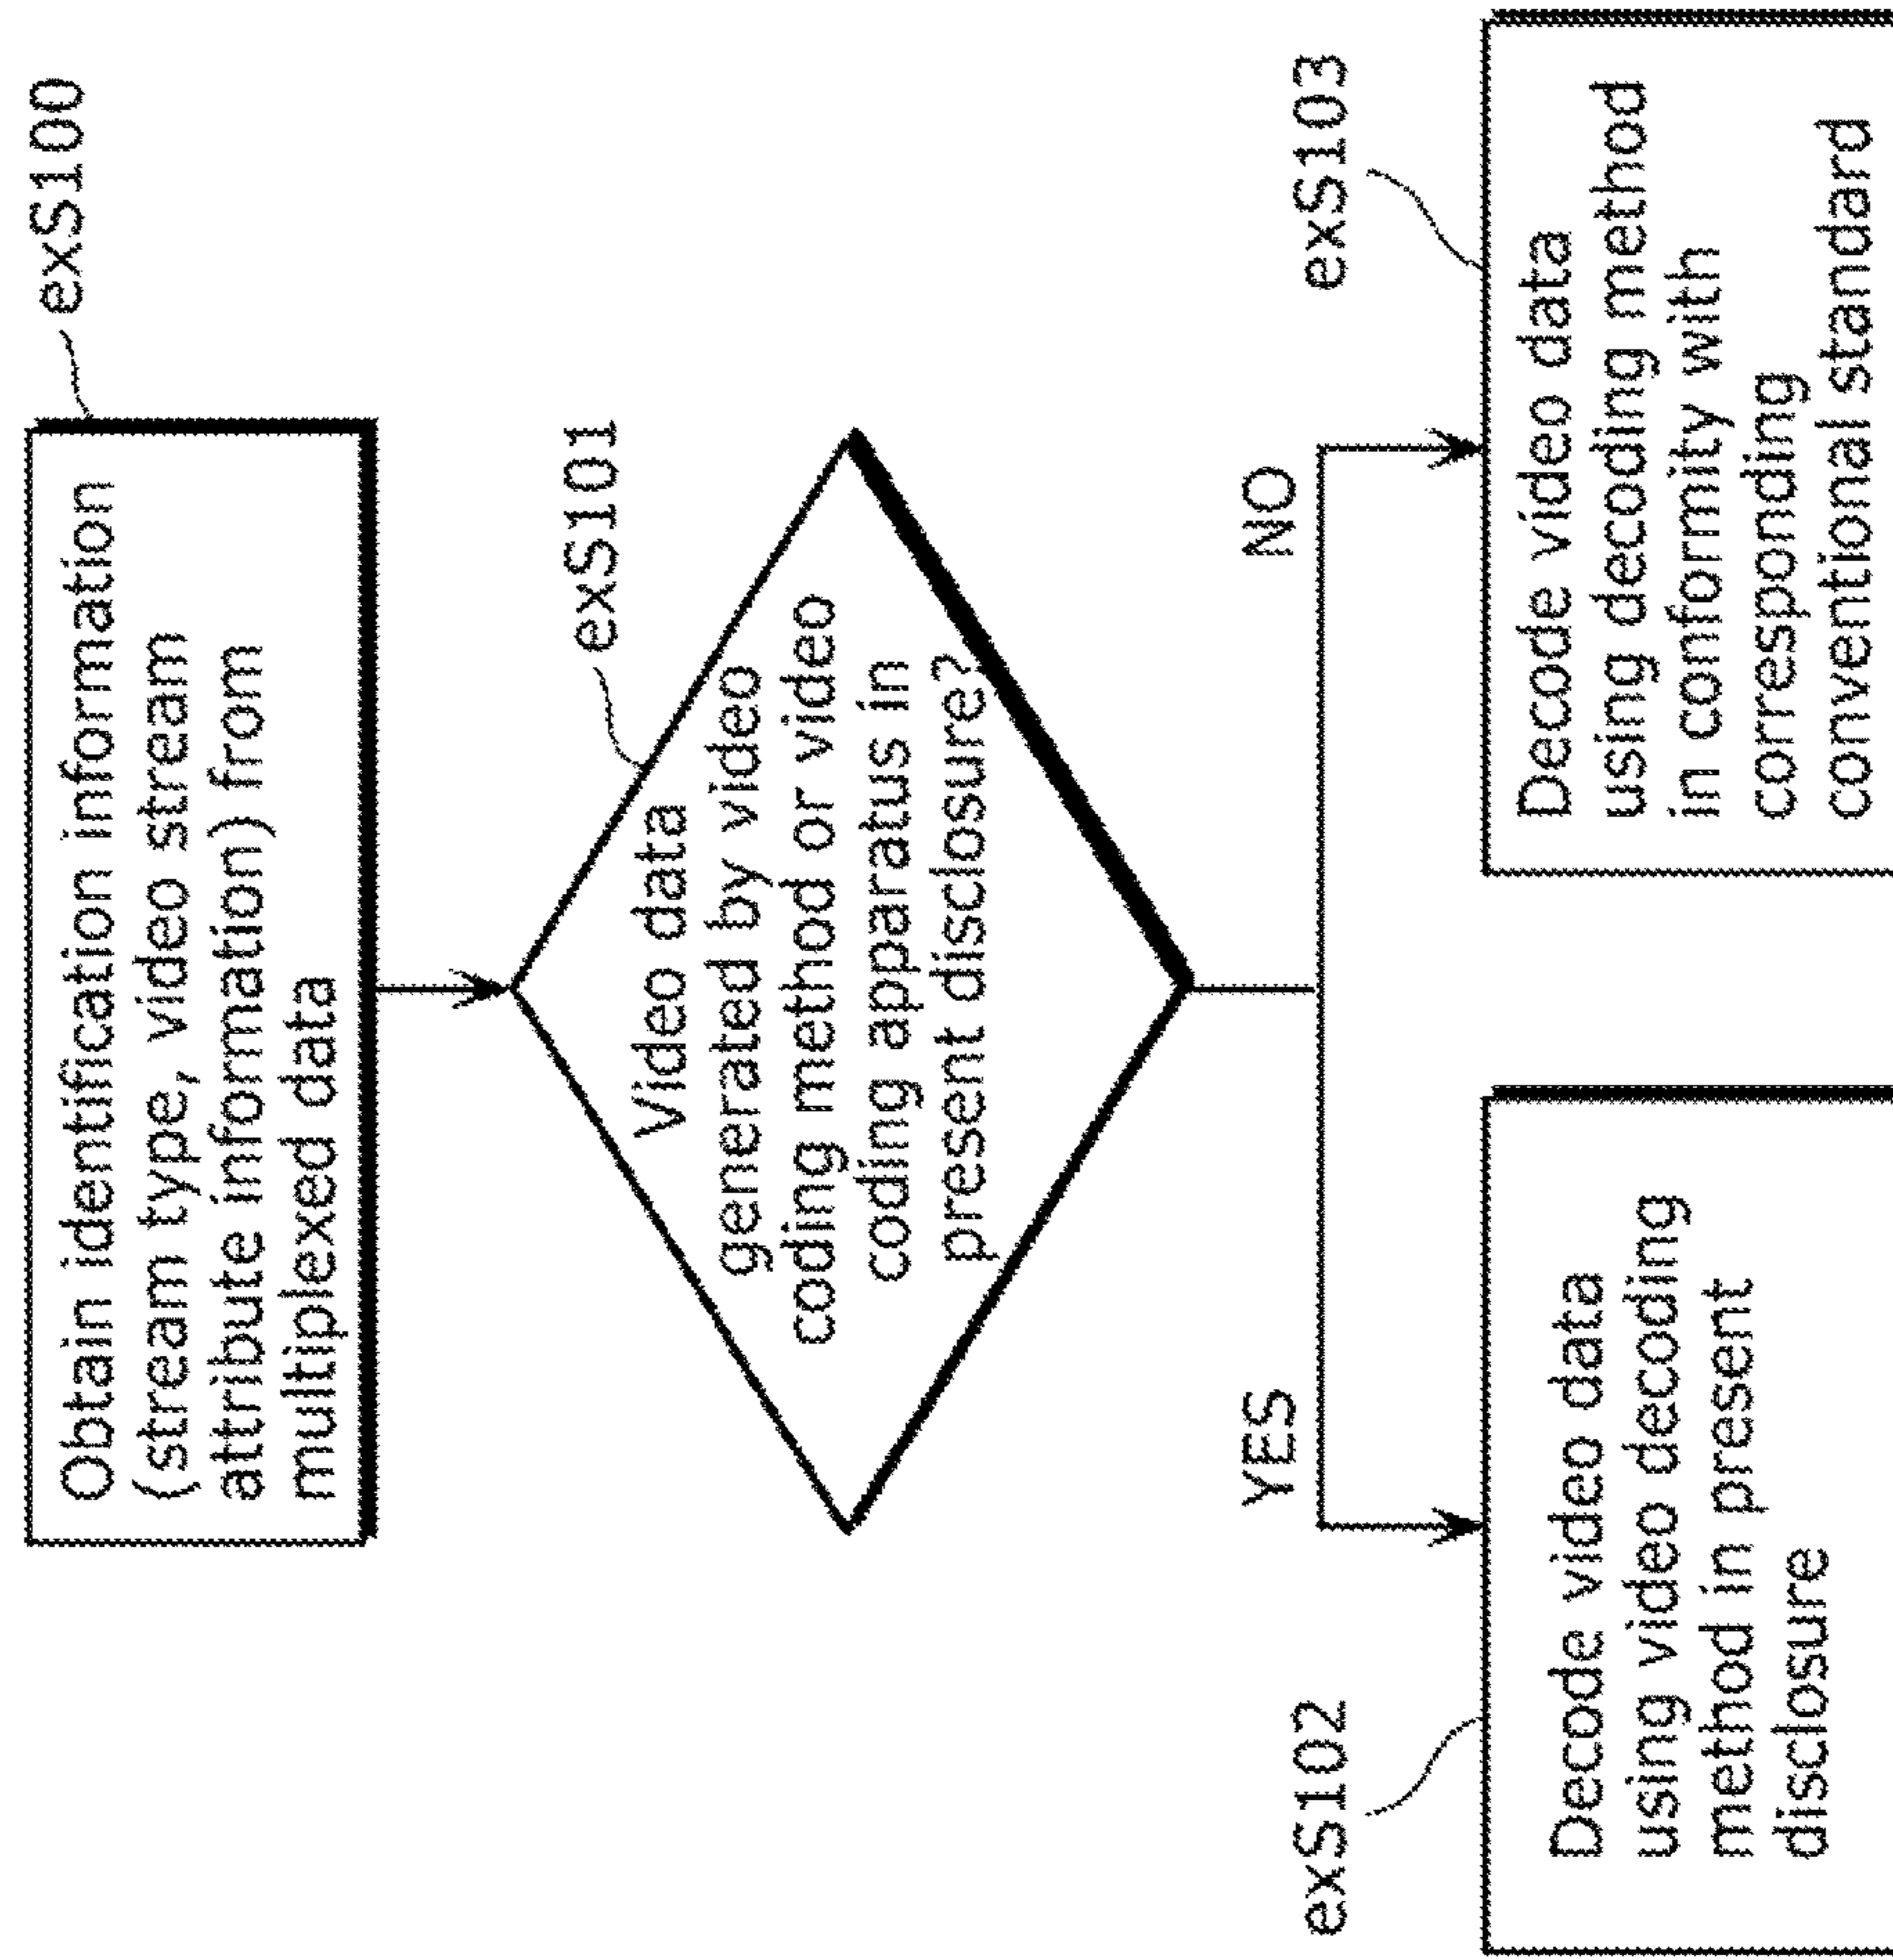 exS100
Obtain identification information
(stream type, video stream
attribute information) from
multiplexed data
exS101
Video data
generated by video
coding method or video
coding apparatus in
present disclosure?
YES
NO
exS102
Decode video data
using video decoding
method in present
disclosure
exS103
Decode video data
using decoding method
in conformity with
corresponding
conventional standard